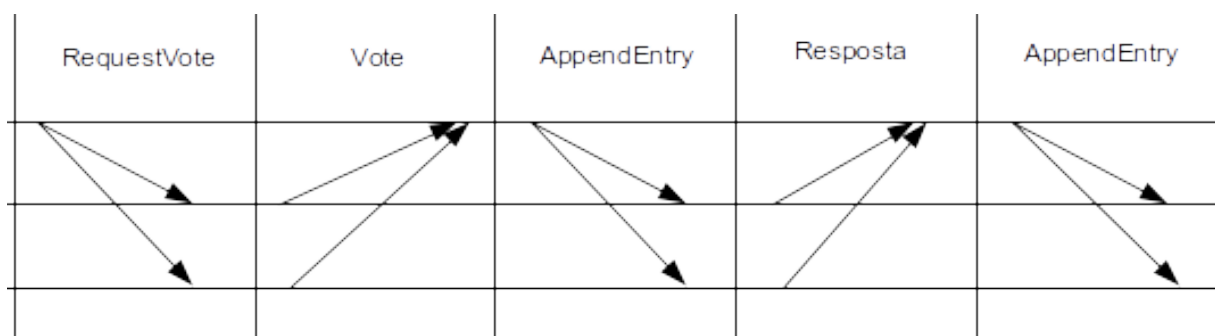 RequestVote
Vote
AppendEntry
Resposta
AppendEntry